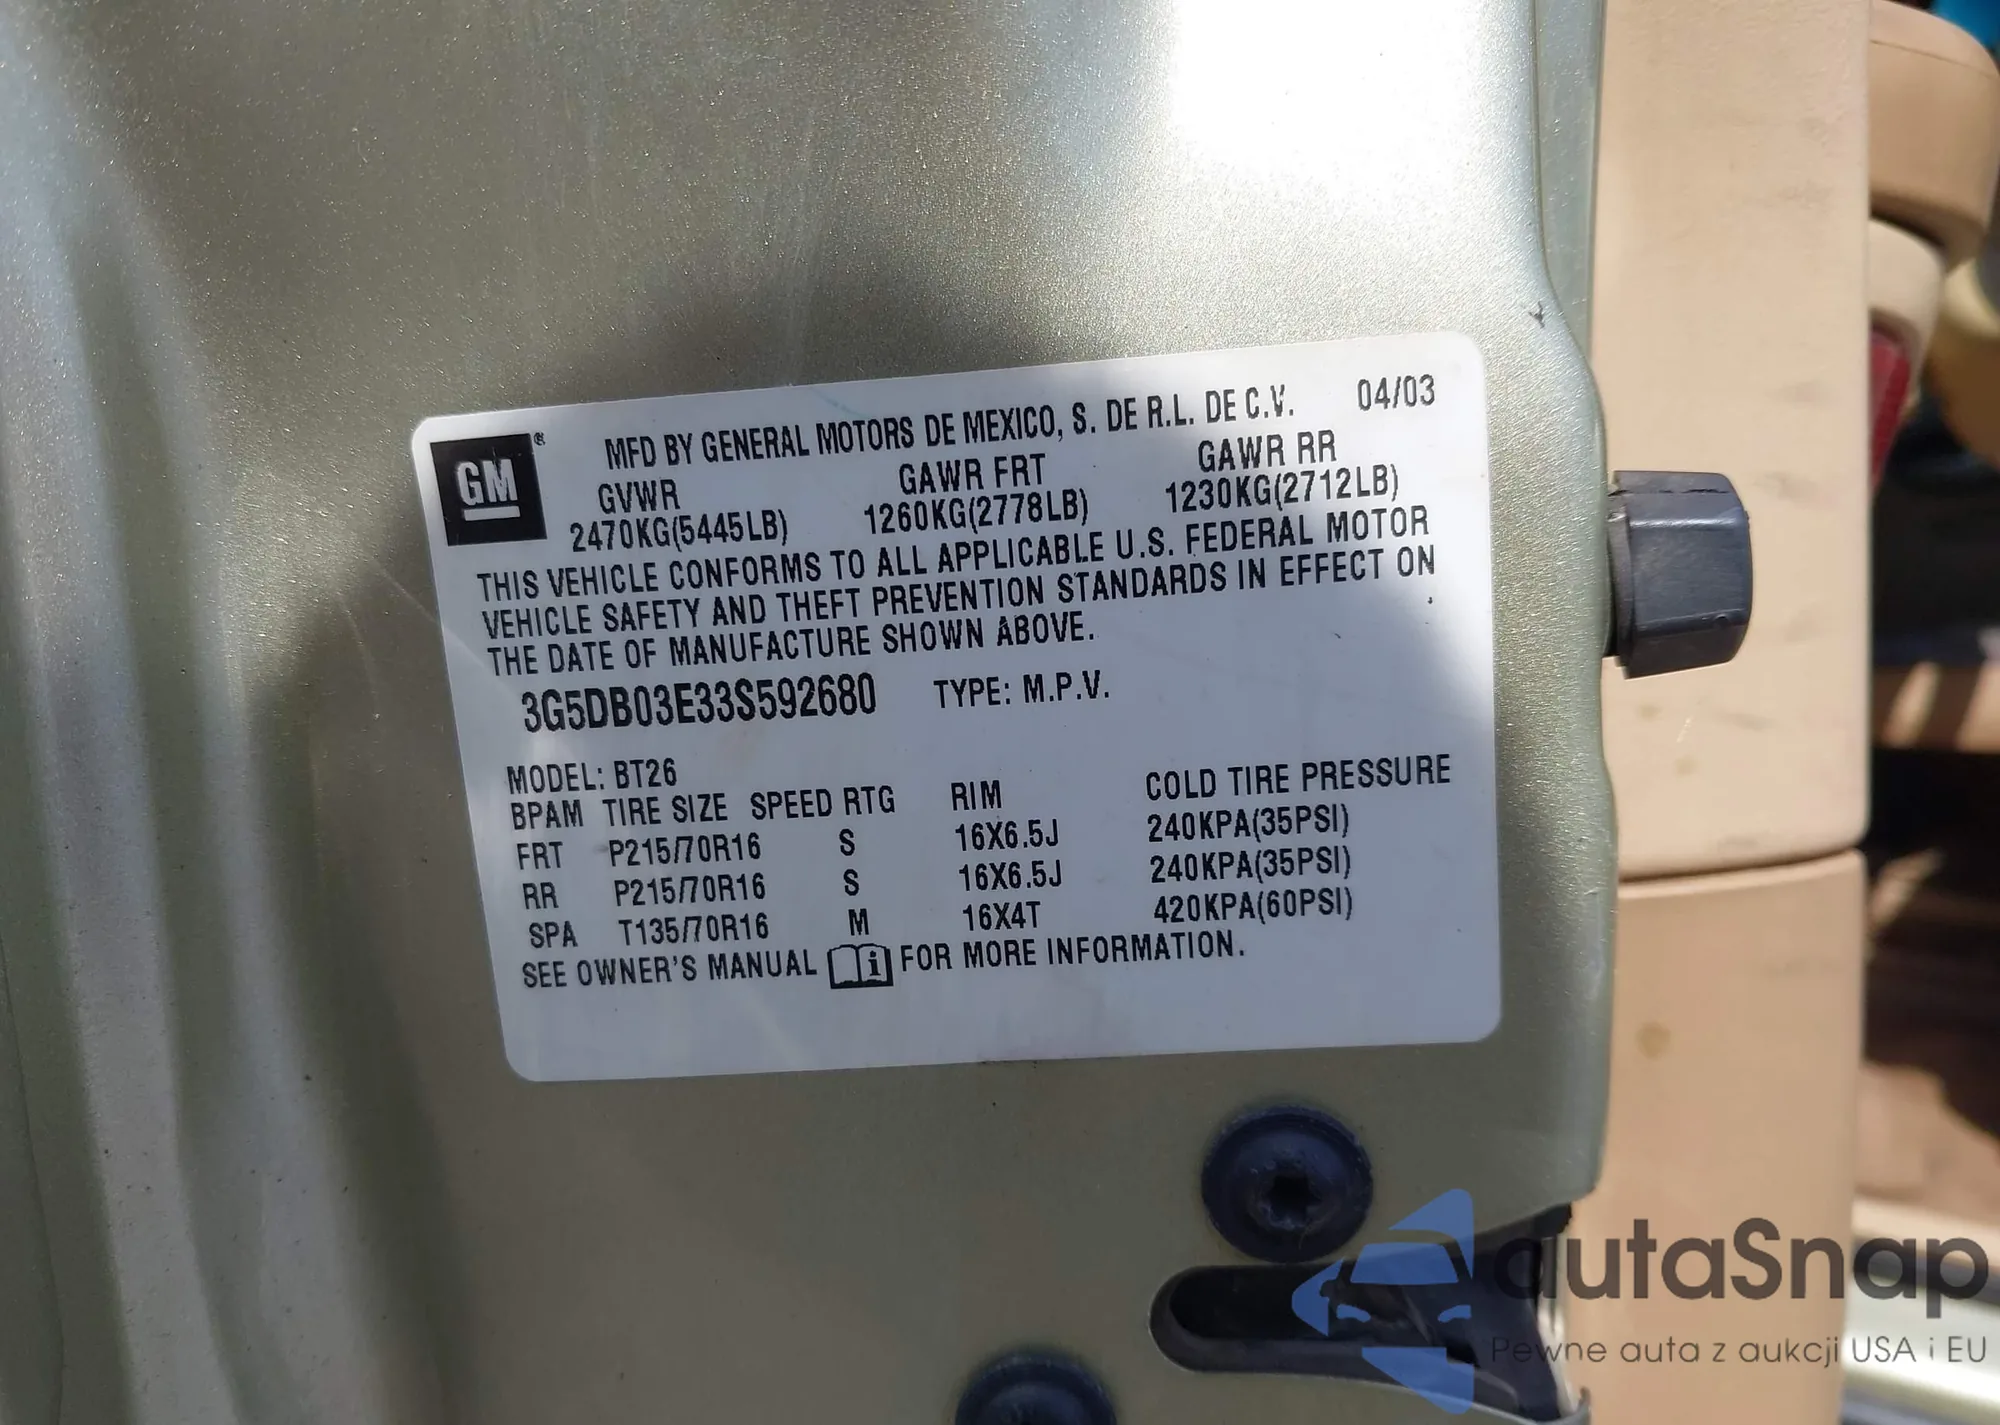 MFD BY GENERAL MOTORS DE MEXICO, S. DE R.L. DE C.V. 04/03
GM®
GVWR GAWR FRT GAWR RR
2470KG(5445LB) 1260KG(2778LB) 1230KG(2712LB)
THIS VEHICLE CONFORMS TO ALL APPLICABLE U.S. FEDERAL MOTOR
VEHICLE SAFETY AND THEFT PREVENTION STANDARDS IN EFFECT ON
THE DATE OF MANUFACTURE SHOWN ABOVE.
3G5DB03E33S592680 TYPE: M.P.V.
MODEL: BT26
BPAM TIRE SIZE SPEED RTG RIM COLD TIRE PRESSURE
FRT P215/70R16 S 16X6.5J 240KPA(35PSI)
RR P215/70R16 S 16X6.5J 240KPA(35PSI)
SPA T135/70R16 M 16X4T 420KPA(60PSI)
SEE OWNER'S MANUAL i FOR MORE INFORMATION.
autaSnap
Pewne auta z aukcji USA i EU